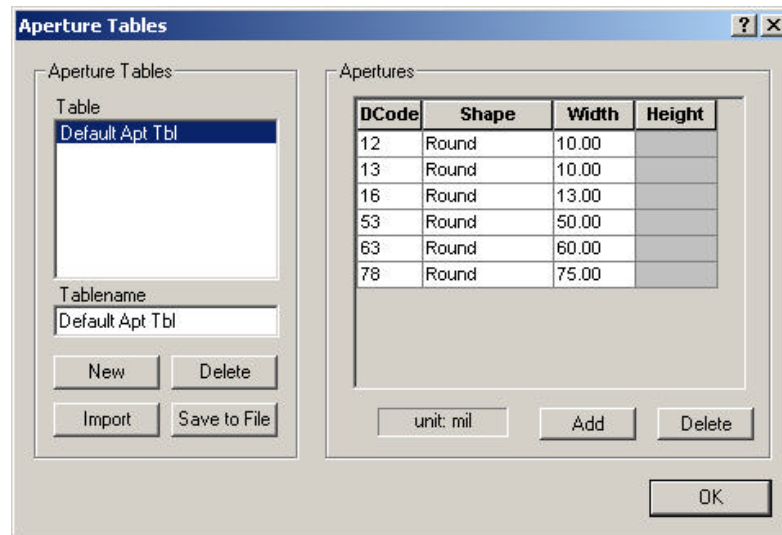 Aperture Tables
Aperture Tables
Table
Default Apt Tbl
Tablename
Default Apt Tbl
New Delete
Import Save to File
Apertures
DCode Shape Width Height
12 Round 10.00
13 Round 10.00
16 Round 13.00
53 Round 50.00
63 Round 60.00
78 Round 75.00
unit: mil Add Delete
OK